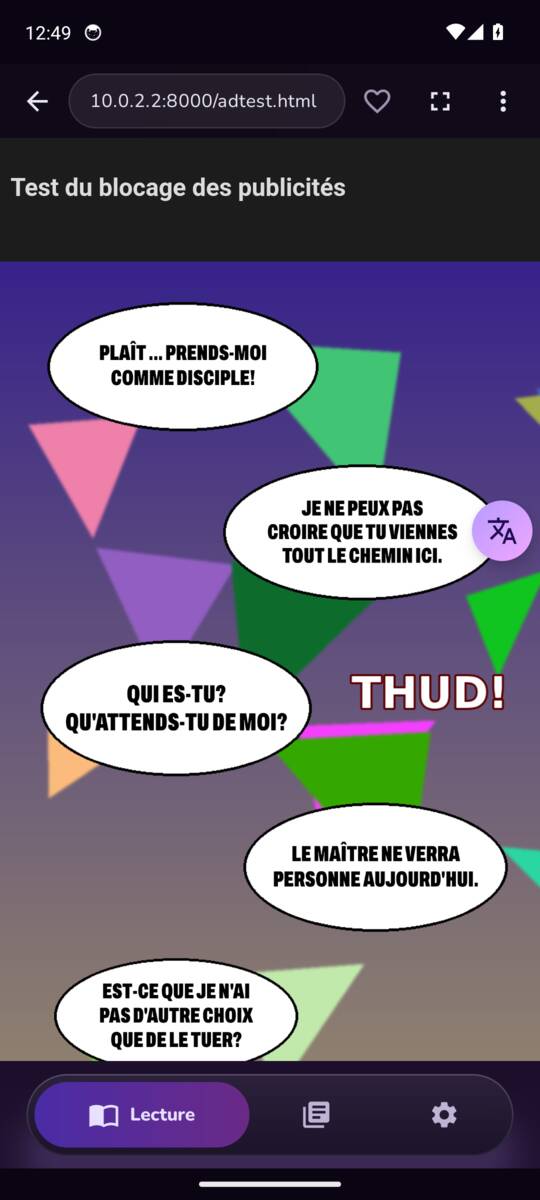 12:49
10.0.2.2:8000/adtest.html
Test du blocage des publicités
PLAÎT... PRENDS-MOI
COMME DISCIPLE!
JE NE PEUX PAS
CROIRE QUE TU VIENNES
TOUT LE CHEMIN ICI.
QUI ES-TU?
QU'ATTENDS-TU DE MOI?
THUD!
LE MAÎTRE NE VERRA
PERSONNE AUJOURD'HUI.
EST-CE QUE JE N'AI
PAS D'AUTRE CHOIX
QUE DE LE TUER?
Lecture